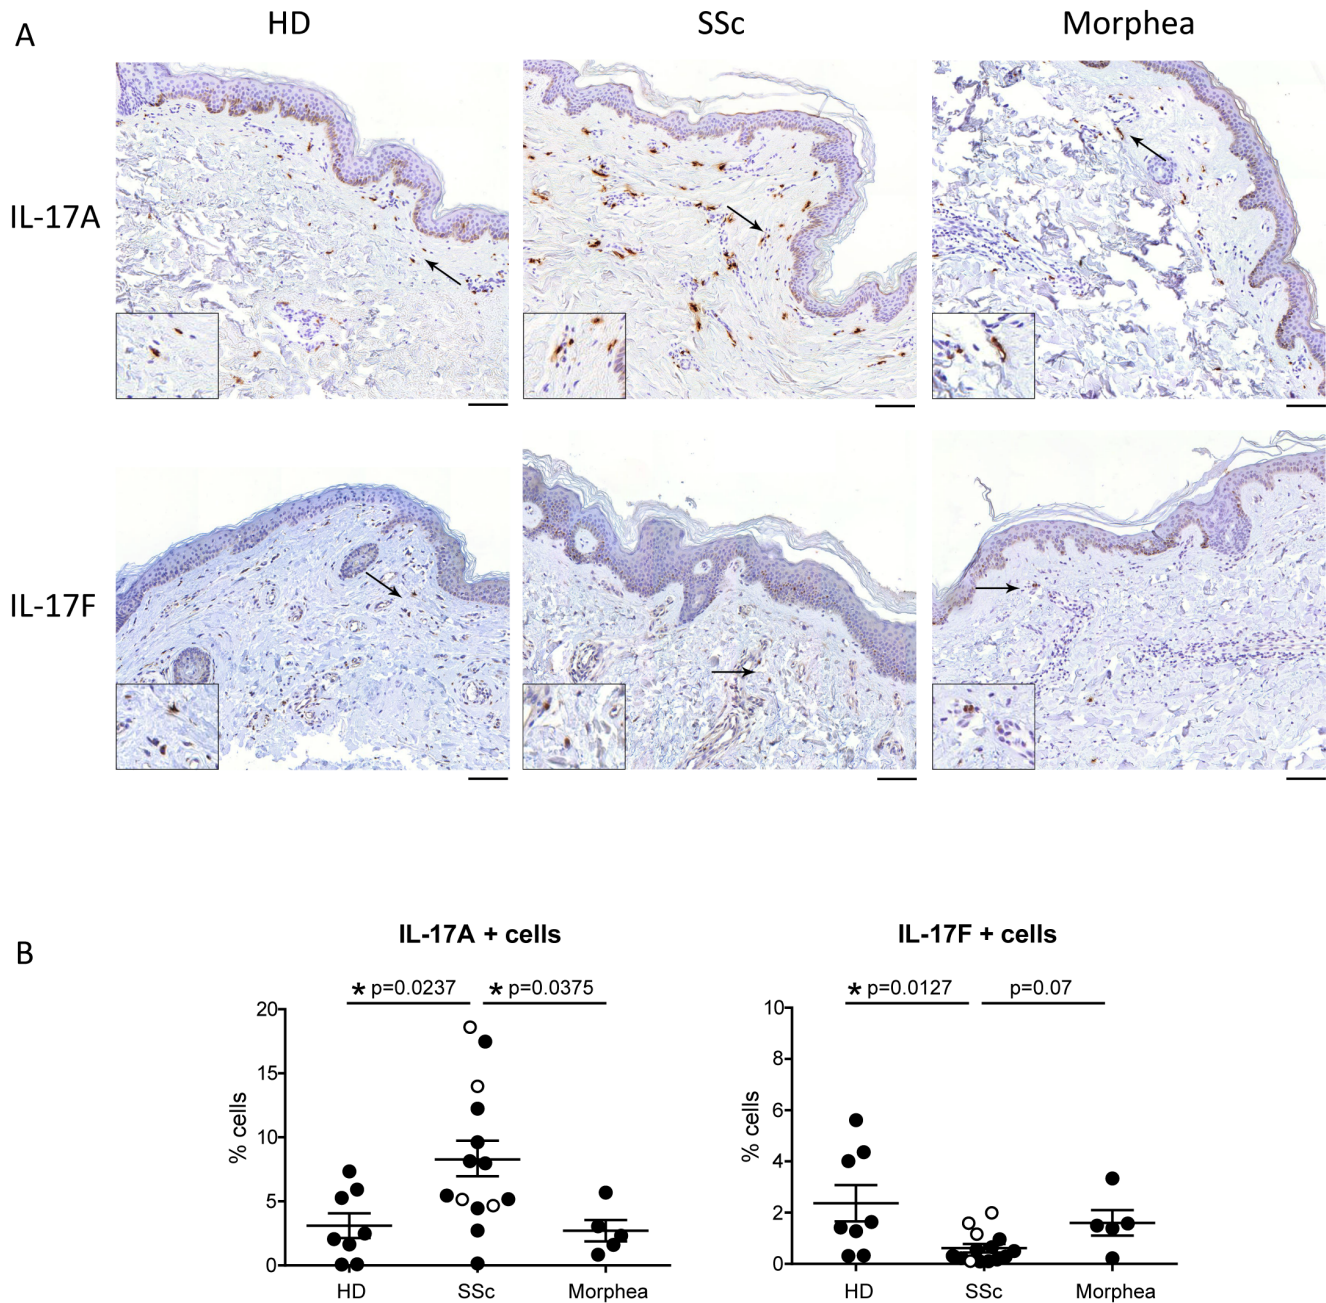 A
HD
SSc
Morphea
IL-17A
IL-17F
B
IL-17A + cells
* p=0.0237
* p=0.0375
20
15
10
5
0
% cells
HD
SSc
Morphea
IL-17F + cells
* p=0.0127
p=0.07
10
8
6
4
2
0
% cells
HD
SSc
Morphea